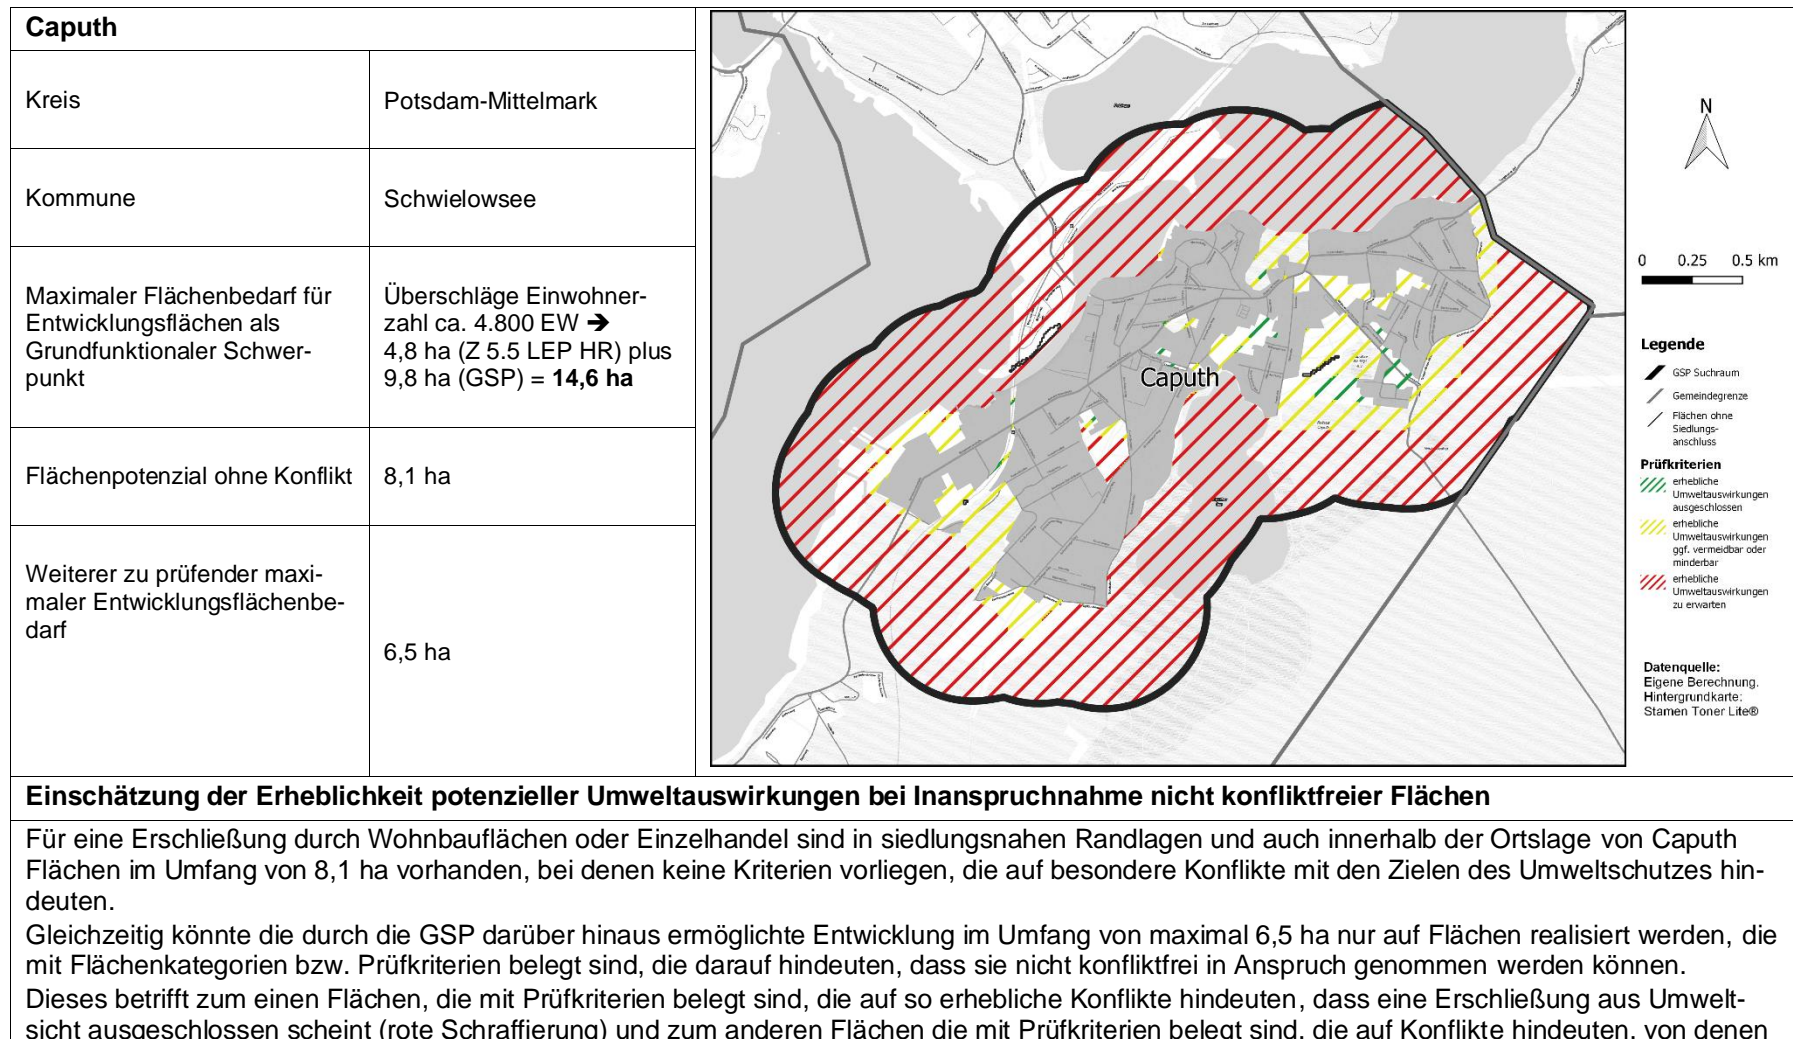 Caputh
Kreis
Potsdam-Mittelmark
Kommune
Schwielowsee
Maximaler Flächenbedarf für
Entwicklungsflächen als
Grundfunktionaler Schwer-
punkt
Überschläge Einwohner-
zahl ca. 4.800 EW ➔
4,8 ha (Z 5.5 LEP HR) plus
9,8 ha (GSP) = 14,6 ha
Flächenpotenzial ohne Konflikt
8,1 ha
Weiterer zu prüfender maxi-
maler Entwicklungsflächenbe-
darf
6,5 ha
Caputh
N
0 0.25 0.5 km
Legende
GSP Suchraum
Gemeindegrenze
Flächen ohne
Siedlungs-
anschluss
Prüfkriterien
erhebliche
Umweltauswirkungen
ausgeschlossen
erhebliche
Umweltauswirkungen
ggf. vermeidbar oder
minderbar
erhebliche
Umweltauswirkungen
zu erwarten
Datenquelle:
Eigene Berechnung.
Hintergrundkarte:
Stamen Toner Lite®
Einschätzung der Erheblichkeit potenzieller Umweltauswirkungen bei Inanspruchnahme nicht konfliktfreier Flächen
Für eine Erschließung durch Wohnbauflächen oder Einzelhandel sind in siedlungsnahen Randlagen und auch innerhalb der Ortslage von Caputh
Flächen im Umfang von 8,1 ha vorhanden, bei denen keine Kriterien vorliegen, die auf besondere Konflikte mit den Zielen des Umweltschutzes hin-
deuten.
Gleichzeitig könnte die durch die GSP darüber hinaus ermöglichte Entwicklung im Umfang von maximal 6,5 ha nur auf Flächen realisiert werden, die
mit Flächenkategorien bzw. Prüfkriterien belegt sind, die darauf hindeuten, dass sie nicht konfliktfrei in Anspruch genommen werden können.
Dieses betrifft zum einen Flächen, die mit Prüfkriterien belegt sind, die auf so erhebliche Konflikte hindeuten, dass eine Erschließung aus Umwelt-
sicht ausgeschlossen scheint (rote Schraffierung) und zum anderen Flächen die mit Prüfkriterien belegt sind, die auf Konflikte hindeuten, von denen